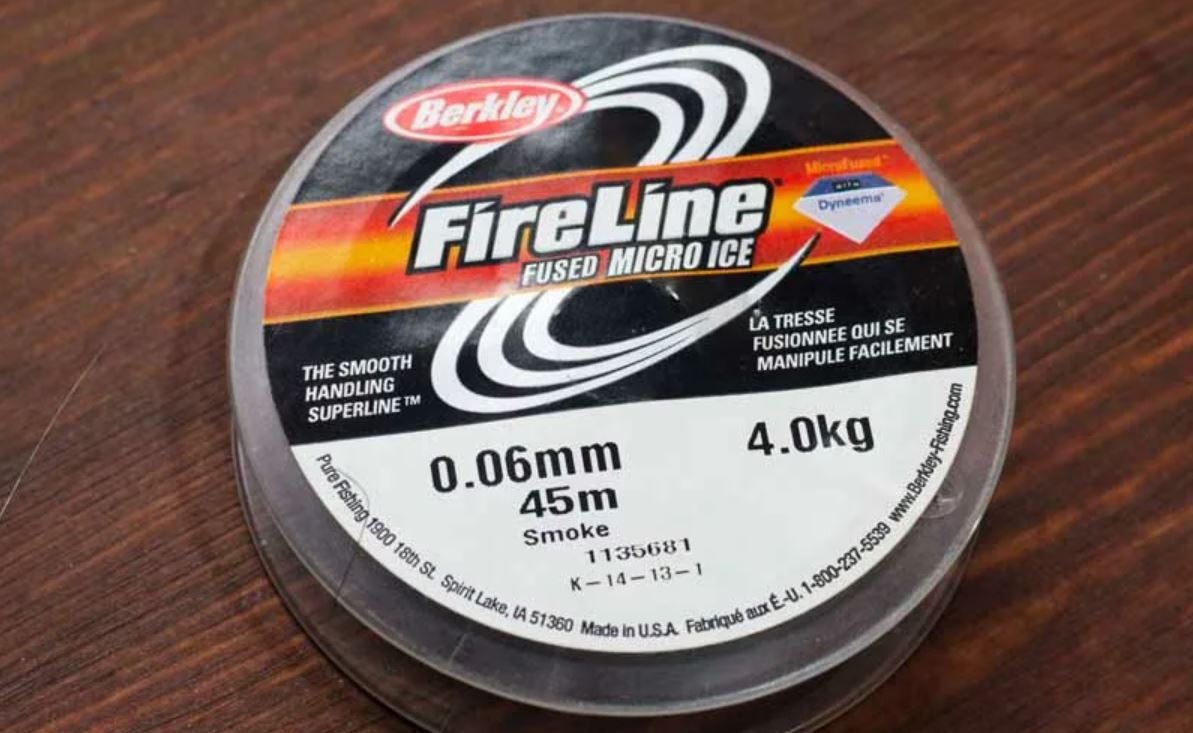 Berkley
FireLine®
FUSED MICRO ICE
MicroFused™
with
Dyneema®
THE SMOOTH
HANDLING
SUPERLINE™
LA TRESSE
FUSIONNEE QUI SE
MANIPULE FACILEMENT
0.06mm
4.0kg
45m
Smoke
1135681
K-14-13-1
Pure Fishing 1900 18th St. Spirit Lake, IA 51360 Made in U.S.A. Fabriqué aux É.-U. 1-800-237-5539 www.Berkley-Fishing.com